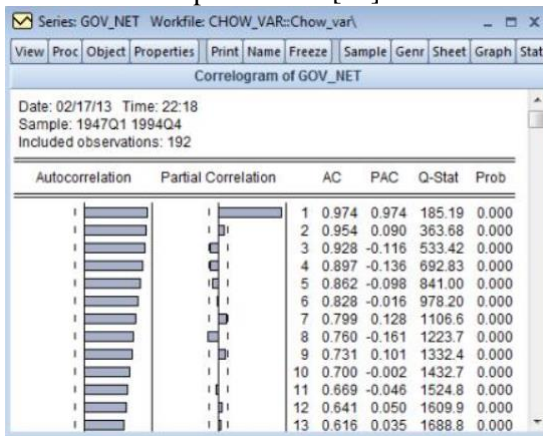 Series: GOV_NET Workfile: CHOW_VAR::Chow_var\
View Proc Object Properties Print Name Freeze Sample Genr Sheet Graph Stat
Correlogram of GOV_NET
Date: 02/17/13 Time: 22:18
Sample: 1947Q1 1994Q4
Included observations: 192
Autocorrelation Partial Correlation AC PAC Q-Stat Prob
1 0.974 0.974 185.19 0.000
2 0.954 0.090 363.68 0.000
3 0.928 -0.116 533.42 0.000
4 0.897 -0.136 692.83 0.000
5 0.862 -0.098 841.00 0.000
6 0.828 -0.016 978.20 0.000
7 0.799 0.128 1106.6 0.000
8 0.760 -0.161 1223.7 0.000
9 0.731 0.101 1332.4 0.000
10 0.700 -0.002 1432.7 0.000
11 0.669 -0.046 1524.8 0.000
12 0.641 0.050 1609.9 0.000
13 0.616 0.035 1688.8 0.000